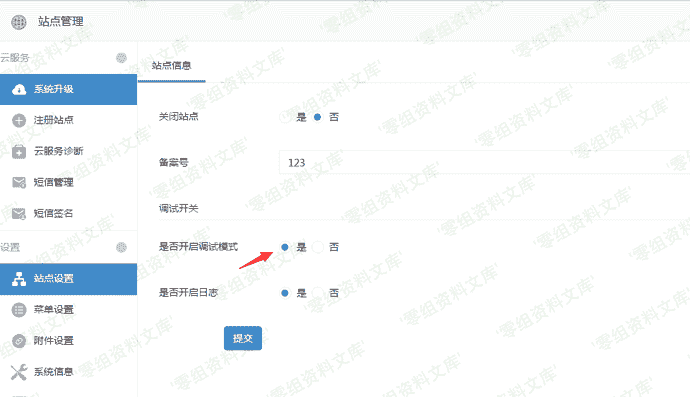 站点管理
云服务
系统升级
注册站点
云服务诊断
短信管理
短信签名
设置
站点设置
菜单设置
附件设置
系统信息
站点信息
关闭站点 是 否
备案号 123
调试开关
是否开启调试模式 是 否
是否开启日志 是 否
提交
'零组资料文库'